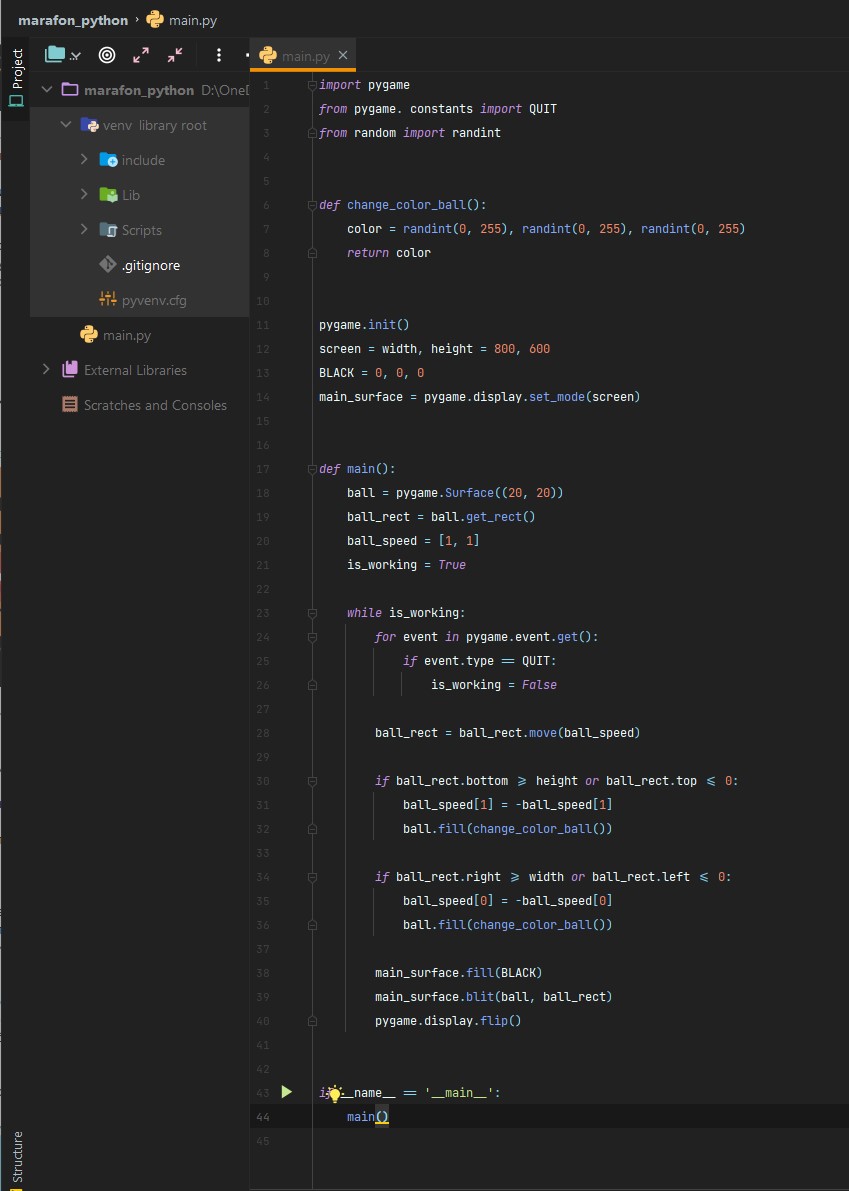 marafon_python › main.py
Project
main.py
marafon_python D:\OneD
venv library root
include
Lib
Scripts
.gitignore
pyvenv.cfg
main.py
External Libraries
Scratches and Consoles
Structure
1 import pygame
2 from pygame. constants import QUIT
3 from random import randint
4
5
6 def change_color_ball():
7 color = randint(0, 255), randint(0, 255), randint(0, 255)
8 return color
9
10
11 pygame.init()
12 screen = width, height = 800, 600
13 BLACK = 0, 0, 0
14 main_surface = pygame.display.set_mode(screen)
15
16
17 def main():
18 ball = pygame.Surface((20, 20))
19 ball_rect = ball.get_rect()
20 ball_speed = [1, 1]
21 is_working = True
22
23 while is_working:
24 for event in pygame.event.get():
25 if event.type == QUIT:
26 is_working = False
27
28 ball_rect = ball_rect.move(ball_speed)
29
30 if ball_rect.bottom ⩾ height or ball_rect.top ⩽ 0:
31 ball_speed[1] = -ball_speed[1]
32 ball.fill(change_color_ball())
33
34 if ball_rect.right ⩾ width or ball_rect.left ⩽ 0:
35 ball_speed[0] = -ball_speed[0]
36 ball.fill(change_color_ball())
37
38 main_surface.fill(BLACK)
39 main_surface.blit(ball, ball_rect)
40 pygame.display.flip()
41
42
43 if __name__ == '__main__':
44 main()
45